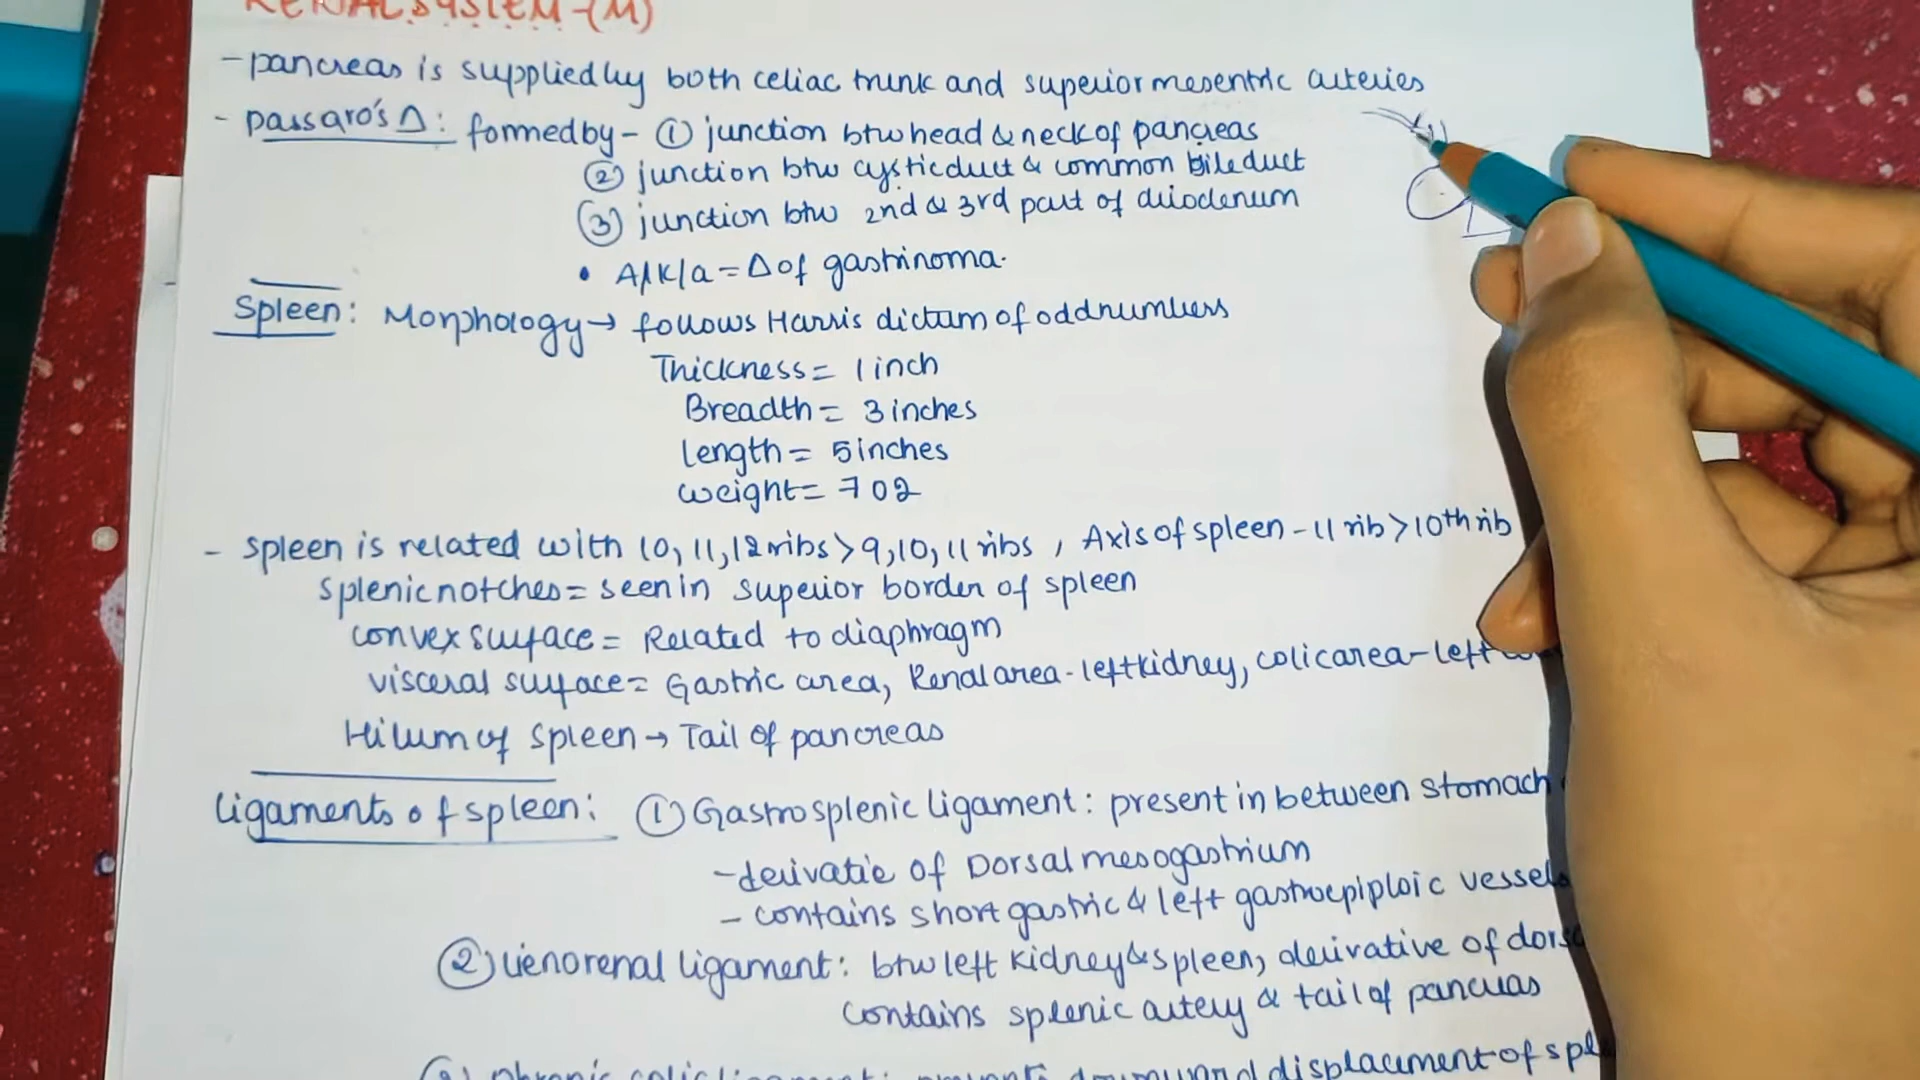 RENAL SYSTEM-(M)
- pancreas is supplied by both celiac trunk and superior mesentric arteries
- passaro's Δ: formed by - ① junction btw head & neck of pancreas
② junction btw cystic duct & common bile duct
③ junction btw 2nd & 3rd part of duodenum
• A/K/a = Δ of gastrinoma.
Spleen: Morphology → follows Harris dictum of odd numbers
Thickness = 1 inch
Breadth = 3 inches
Length = 5 inches
weight = 7 oz
- spleen is related with 10, 11, 12 ribs > 9, 10, 11 ribs, Axis of spleen - 11 rib > 10th rib
splenic notches = seen in superior border of spleen
convex surface = Related to diaphragm
visceral surface = Gastric area, Renal area - left kidney, colic area - left
Hilum of spleen → Tail of pancreas
Ligaments of spleen: ① Gastrosplenic ligament: present in between stomach
- derivatie of Dorsal mesogastrium
- contains short gastric & left gastroepiploic vessels
② Lienorenal ligament: btw left kidney & spleen, derivative of
contains splenic artery & tail of pancreas
displacement of